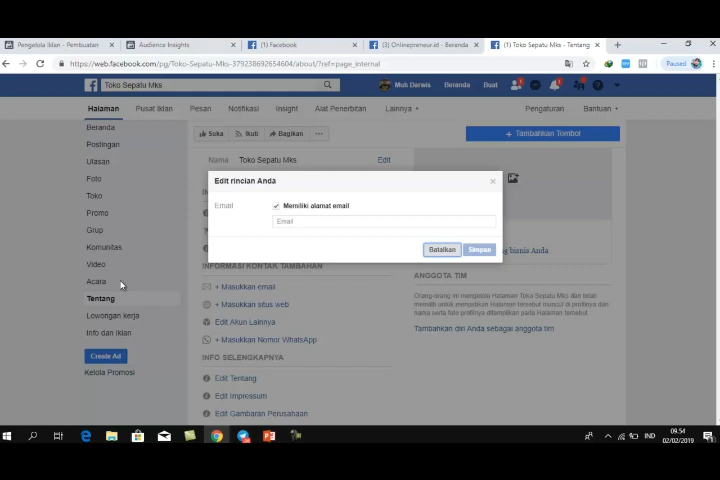 Pengelola Iklan - Pembuatan
Audience Insights
(1) Facebook
(3) Onlinepreneur.id - Beranda
(1) Toko Sepatu Mks - Tentang
https://web.facebook.com/pg/Toko-Sepatu-Mks-379238692654604/about/?ref=page_internal
Paused
Toko Sepatu Mks
Muh Derwis
Beranda
Buat
Halaman
Pusat Iklan
Pesan
Notifikasi
Insight
Alat Penerbitan
Lainnya
Pengaturan
Bantuan
Beranda
Postingan
Ulasan
Foto
Toko
Promo
Grup
Komunitas
Video
Acara
Tentang
Lowongan kerja
Info dan Iklan
Create Ad
Kelola Promosi
Suka
Ikuti
Bagikan
+ Tambahkan Tombol
Nama
Toko Sepatu Mks
Edit
Edit rincian Anda
Email
Memiliki alamat email
Email
Batalkan
Simpan
bisnis Anda
INFORMASI KONTAK TAMBAHAN
+ Masukkan email
+ Masukkan situs web
Edit Akun Lainnya
+ Masukkan Nomor WhatsApp
INFO SELENGKAPNYA
Edit Tentang
Edit Impressum
Edit Gambaran Perusahaan
ANGGOTA TIM
Orang-orang ini mengelola Halaman Toko Sepatu Mks dan telah
memilih untuk menampilkan Halaman tersebut muncul di profilnya dan
nama serta foto profilnya ditampilkan pada Halaman
tersebut.
Tambahkan diri Anda sebagai anggota tim
IND
09.54
02/02/2019